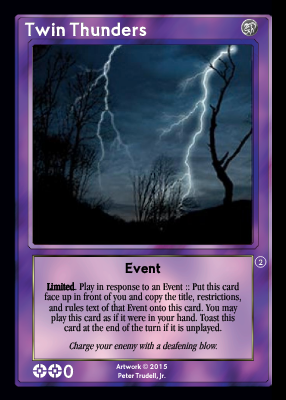 Twin Thunders
Event
2
Limited. Play in response to an Event :: Put this card
face up in front of you and copy the title, restrictions,
and rules text of that Event onto this card. You may
play this card as if it were in your hand. Toast this
card at the end of the turn if it is unplayed.
Charge your enemy with a deafening blow.
0
Artwork © 2015
Peter Trudell, Jr.